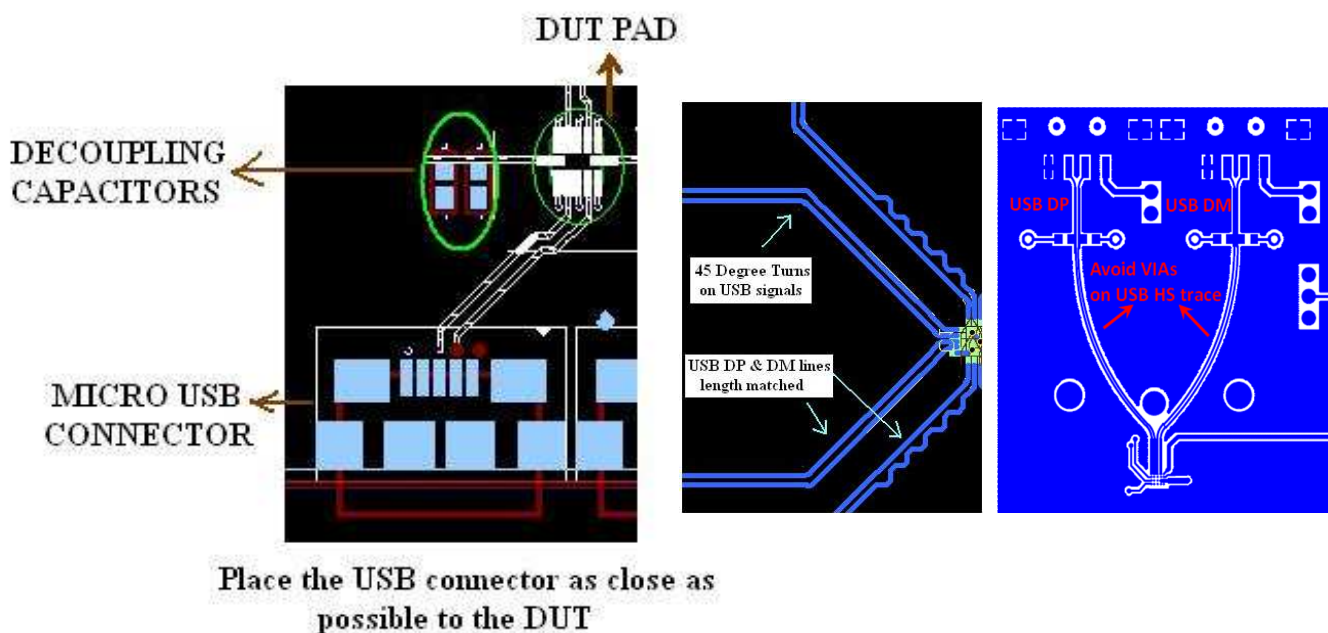 DUT PAD
DECOUPLING
CAPACITORS
MICRO USB
CONNECTOR
Place the USB connector as close as
possible to the DUT
45 Degree Turns
on USB signals
USB DP & DM lines
length matched
USB DP
USB DM
Avoid VIAs
on USB HS trace